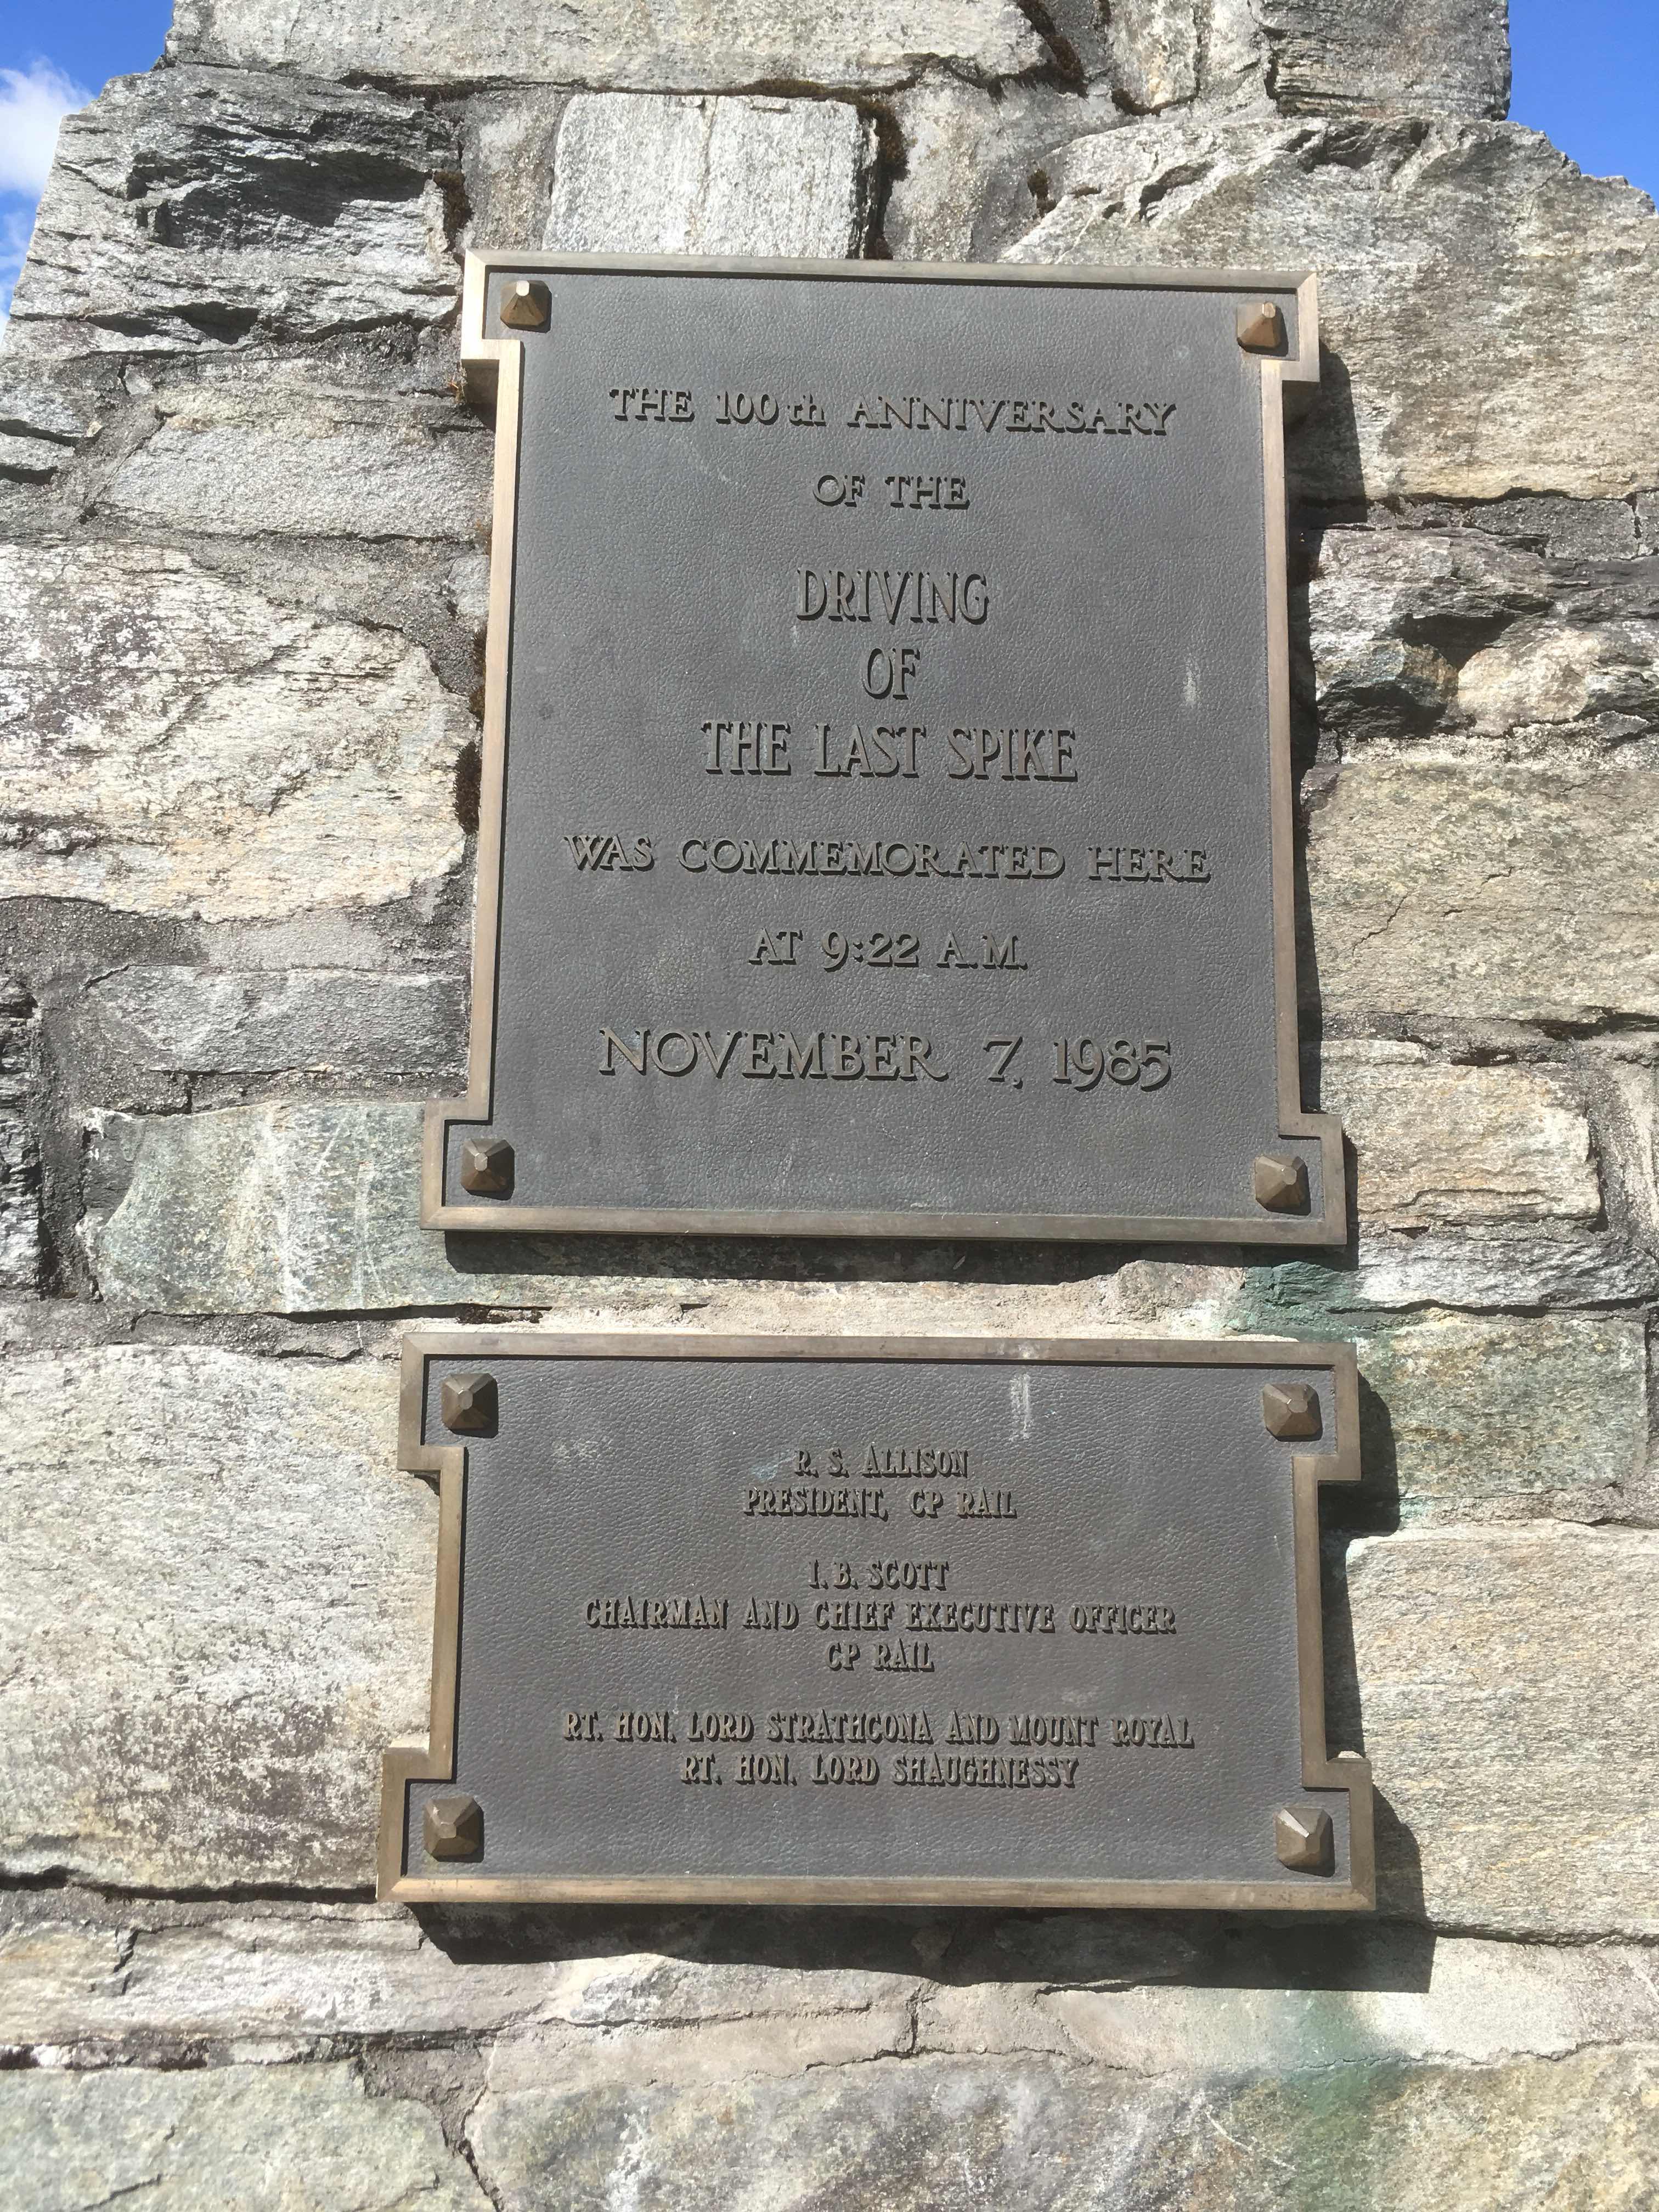 THE 100th ANNIVERSARY
OF THE
DRIVING
OF
THE LAST SPIKE
WAS COMMEMORATED HERE
AT 9:22 A.M.
NOVEMBER 7, 1985
R. S. ALLISON
PRESIDENT, CP RAIL
I. B. SCOTT
CHAIRMAN AND CHIEF EXECUTIVE OFFICER
CP RAIL
RT. HON. LORD STRATHCONA AND MOUNT ROYAL
RT. HON. LORD SHAUGHNESSY